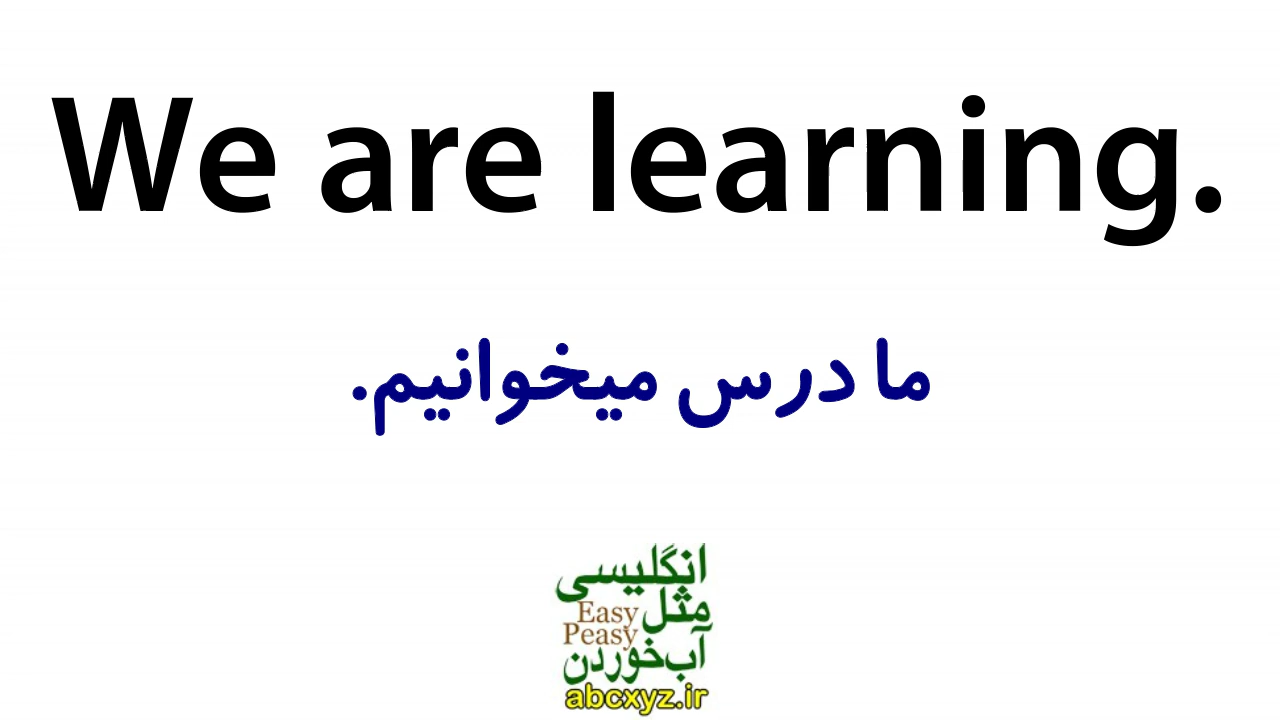 We are learning.
ما درس میخوانیم.
انگلیسی
مثل Easy
Peasy
آب‌خوردن
abcxyz.ir